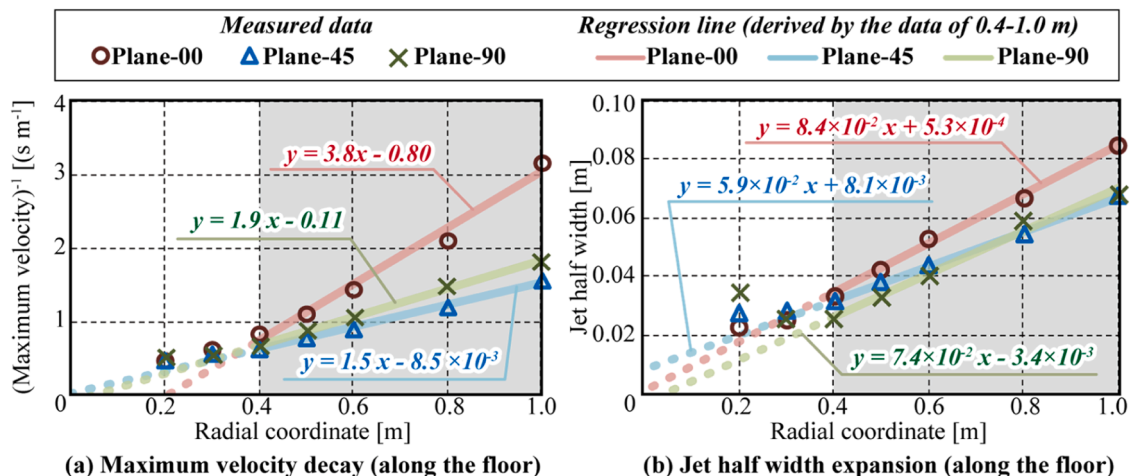 Measured data
Regression line (derived by the data of 0.4-1.0 m)
Plane-00 Plane-45 Plane-90
Plane-00 Plane-45 Plane-90
(Maximum velocity)⁻¹ [(s m⁻¹]
4
3
2
1
0
0.2 0.4 0.6 0.8 1.0
y = 3.8x - 0.80
y = 1.9 x - 0.11
y = 1.5 x - 8.5 ×10⁻³
Radial coordinate [m]
(a) Maximum velocity decay (along the floor)
Jet half width [m]
0.10
0.08
0.06
0.04
0.02
0
0.2 0.4 0.6 0.8 1.0
y = 8.4×10⁻² x + 5.3×10⁻⁴
y = 5.9×10⁻² x + 8.1×10⁻³
y = 7.4×10⁻² x – 3.4×10⁻³
Radial coordinate [m]
(b) Jet half width expansion (along the floor)